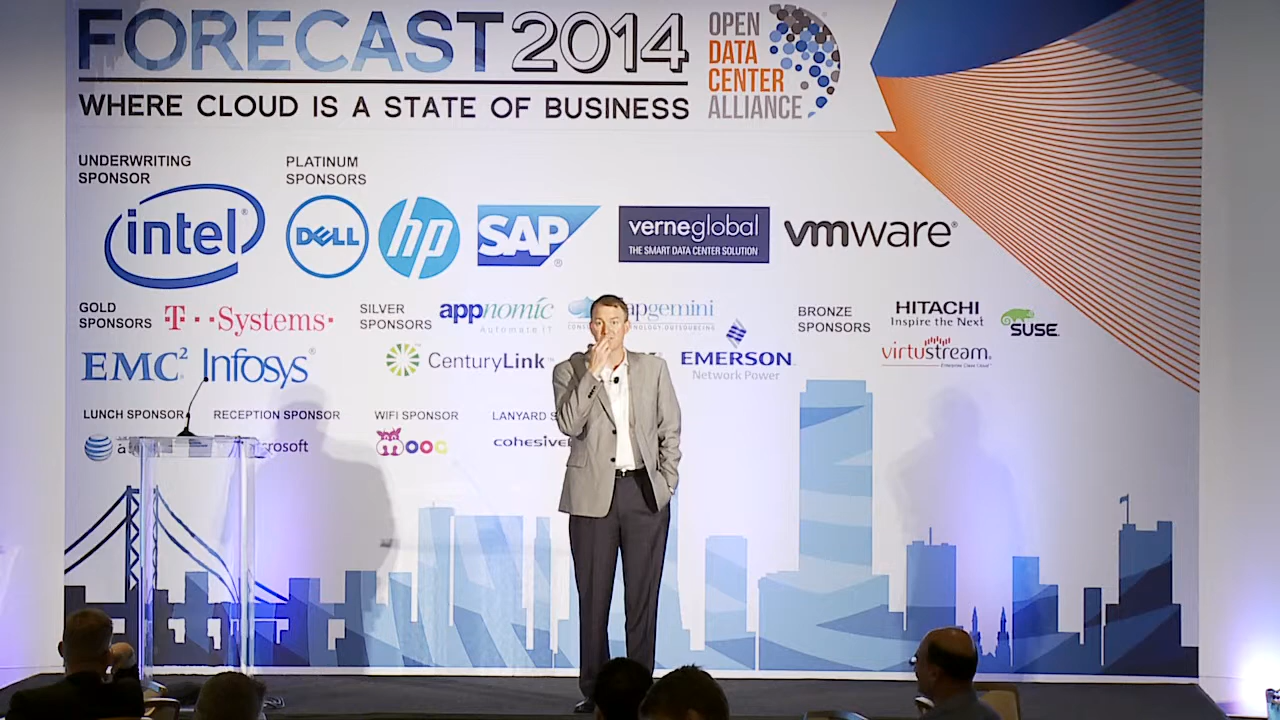 FORECAST 2014
WHERE CLOUD IS A STATE OF BUSINESS
OPEN
DATA
CENTER
ALLIANCE
UNDERWRITING
SPONSOR
PLATINUM
SPONSORS
intel®
DELL
hp
SAP®
verneglobal
THE SMART DATA CENTER SOLUTION
vmware®
GOLD
SPONSORS
T··Systems·
SILVER
SPONSORS
appnomic
Automate IT
BRONZE
SPONSORS
HITACHI
Inspire the Next
SUSE
EMC²
Infosys®
CenturyLink
EMERSON
Network Power
virtustream
LUNCH SPONSOR
RECEPTION SPONSOR
WIFI SPONSOR
LANYARD